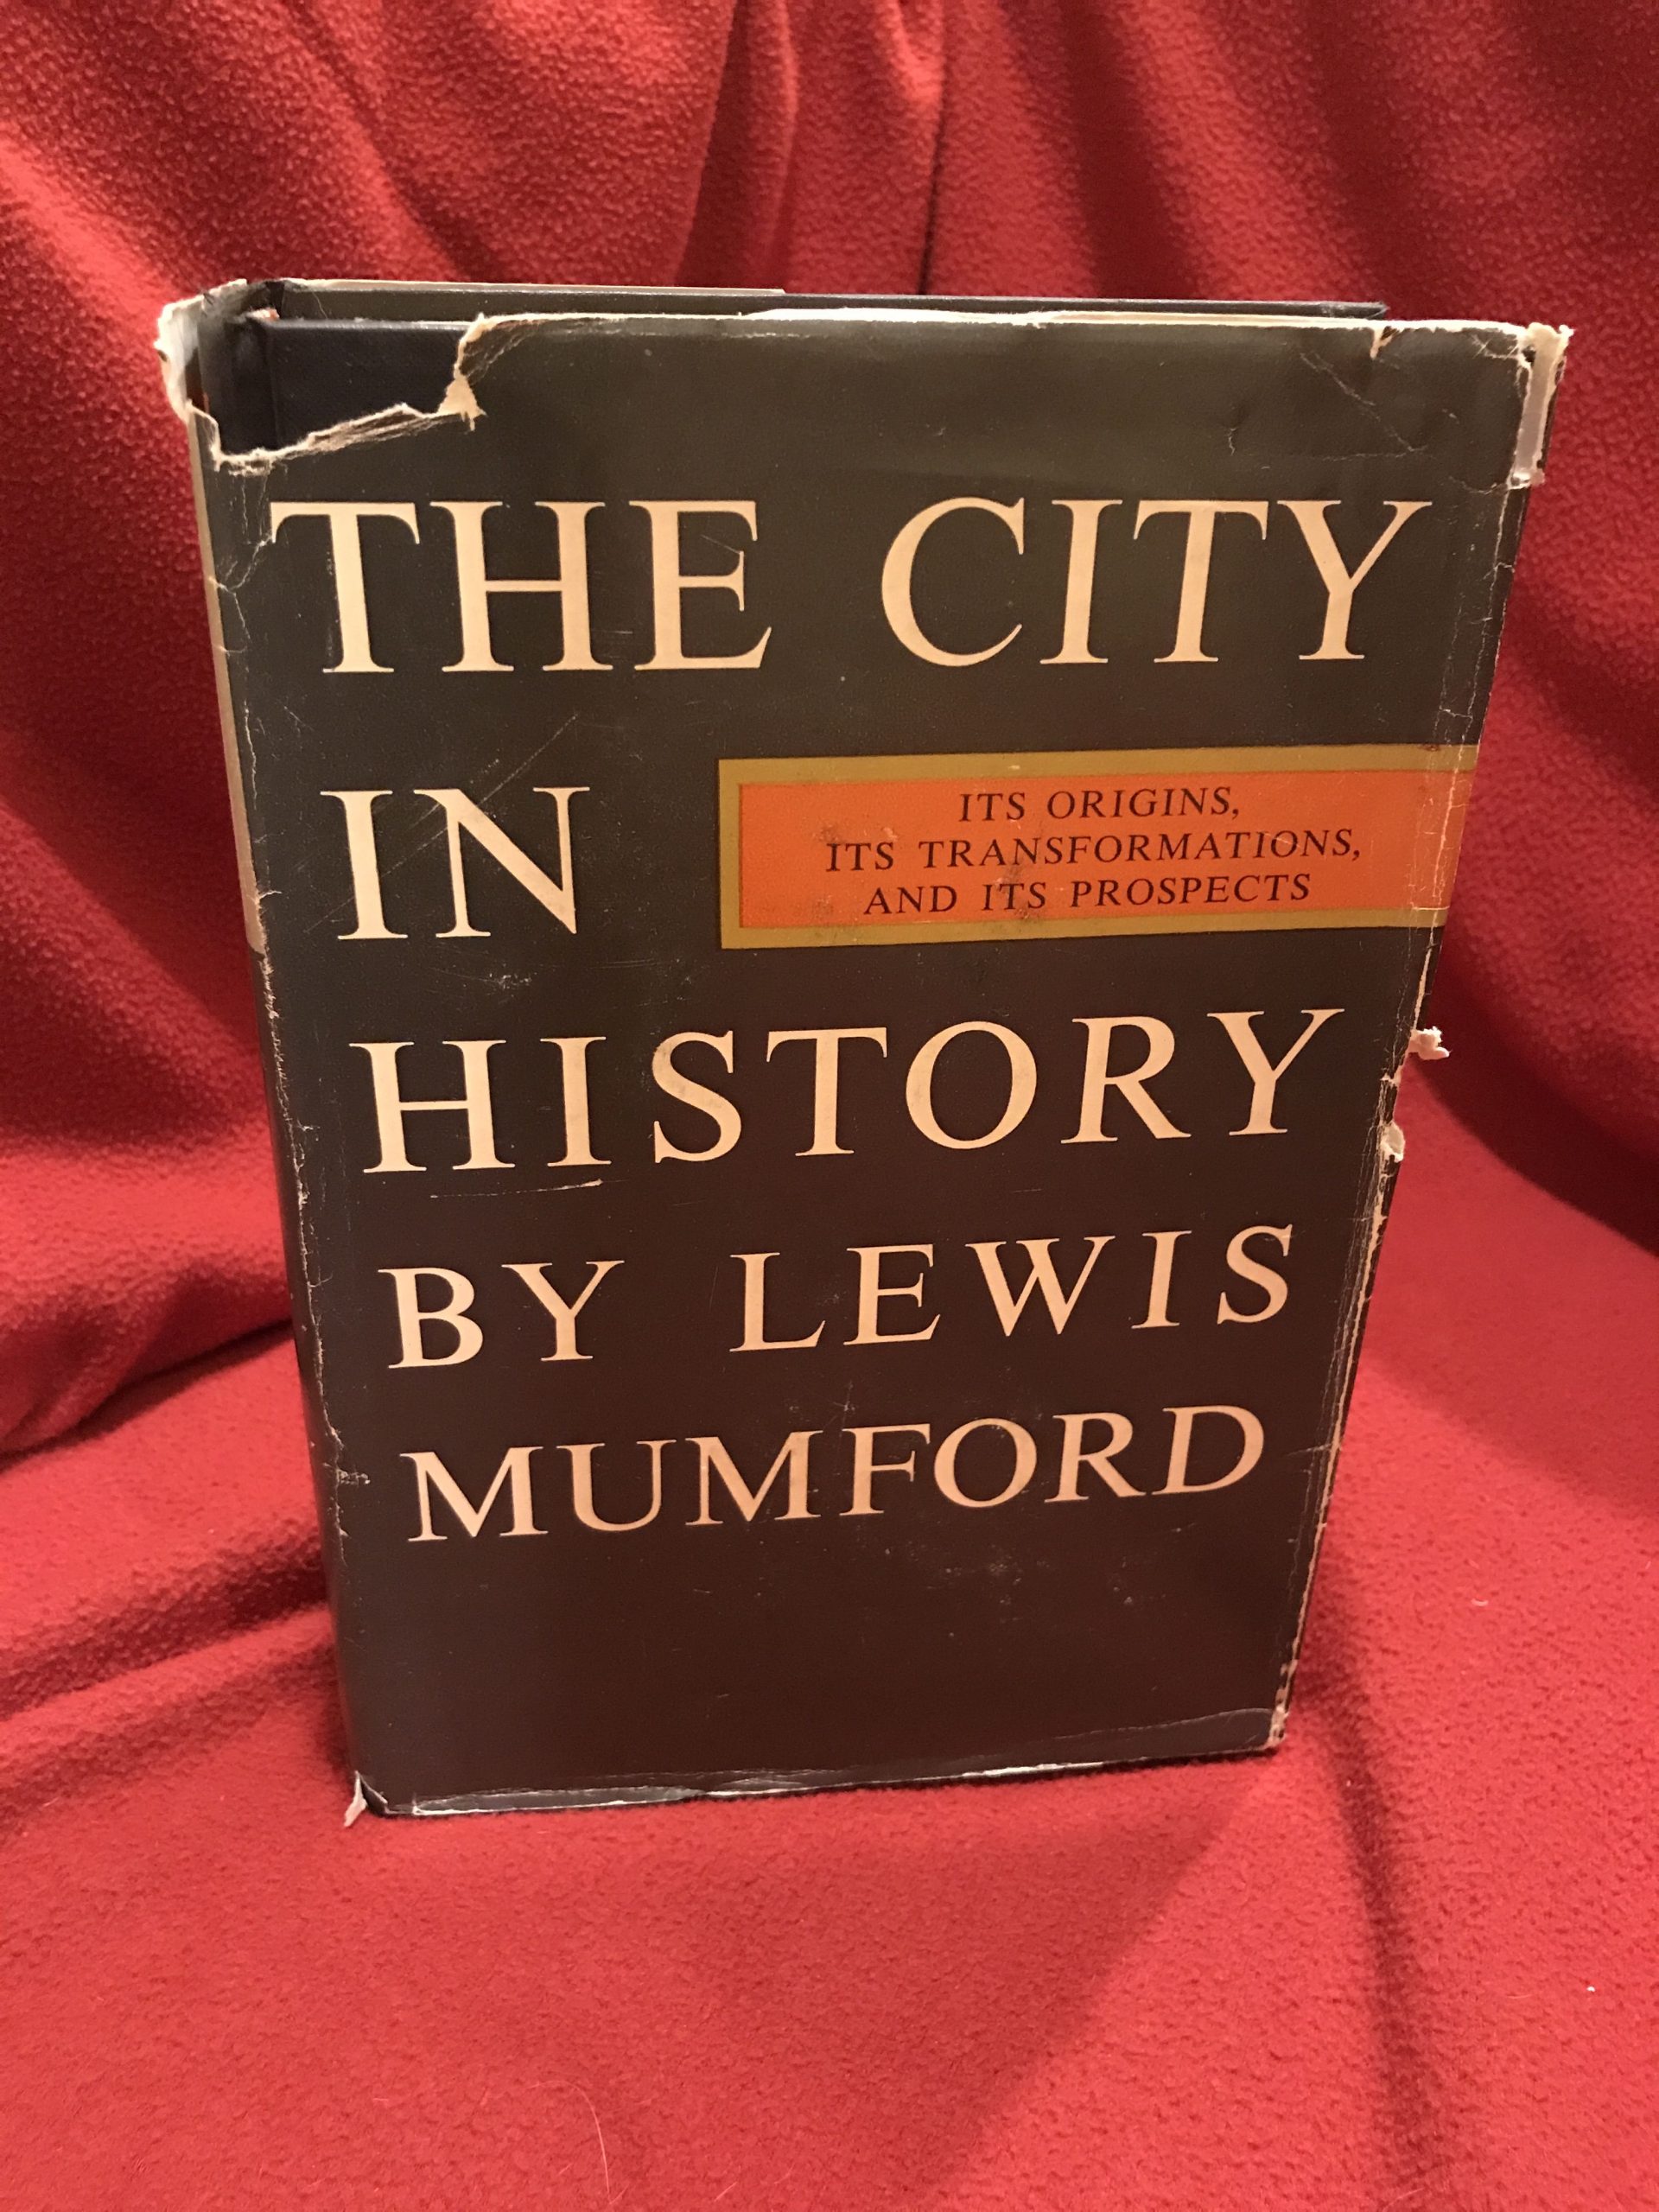 THE CITY
IN
ITS ORIGINS,
ITS TRANSFORMATIONS,
AND ITS PROSPECTS
HISTORY
BY LEWIS
MUMFORD